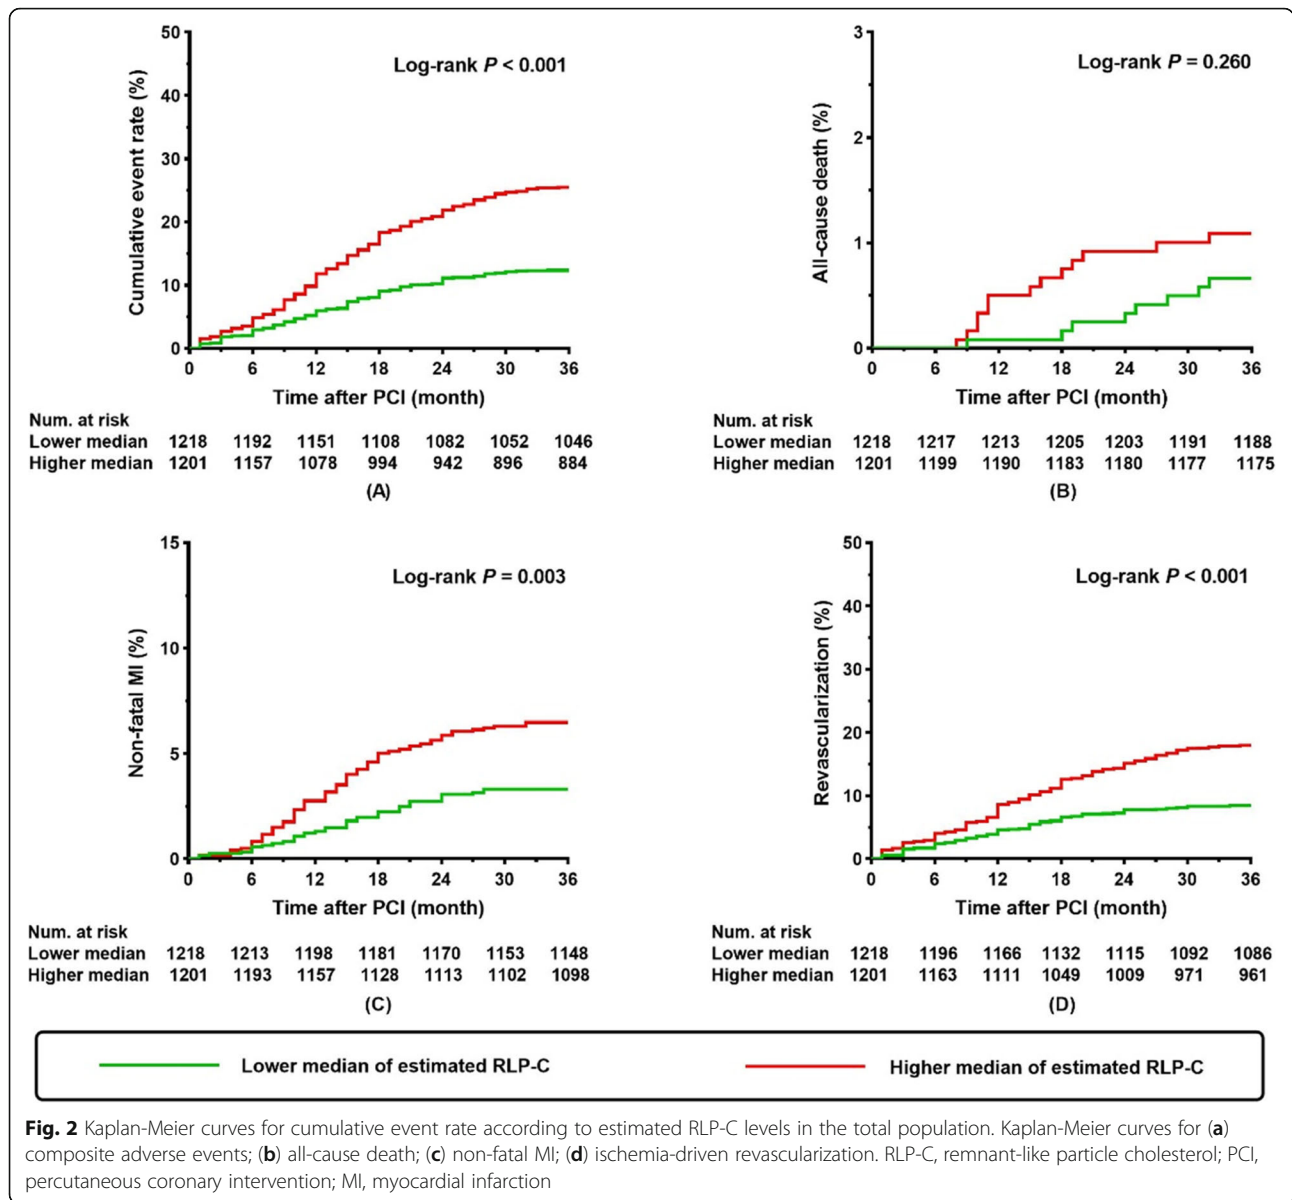 50
40
30
20
10
0
Cumulative event rate (%)
Log-rank P < 0.001
0 6 12 18 24 30 36
Time after PCI (month)
Num. at risk
Lower median 1218 1192 1151 1108 1082 1052 1046
Higher median 1201 1157 1078 994 942 896 884
(A)
3
2
1
0
All-cause death (%)
Log-rank P = 0.260
0 6 12 18 24 30 36
Time after PCI (month)
Num. at risk
Lower median 1218 1217 1213 1205 1203 1191 1188
Higher median 1201 1199 1190 1183 1180 1177 1175
(B)
15
10
5
0
Non-fatal MI (%)
Log-rank P = 0.003
0 6 12 18 24 30 36
Time after PCI (month)
Num. at risk
Lower median 1218 1213 1198 1181 1170 1153 1148
Higher median 1201 1193 1157 1128 1113 1102 1098
(C)
50
40
30
20
10
0
Revascularization (%)
Log-rank P < 0.001
0 6 12 18 24 30 36
Time after PCI (month)
Num. at risk
Lower median 1218 1196 1166 1132 1115 1092 1086
Higher median 1201 1163 1111 1049 1009 971 961
(D)
Lower median of estimated RLP-C
Higher median of estimated RLP-C
Fig. 2 Kaplan-Meier curves for cumulative event rate according to estimated RLP-C levels in the total population. Kaplan-Meier curves for (a)
composite adverse events; (b) all-cause death; (c) non-fatal MI; (d) ischemia-driven revascularization. RLP-C, remnant-like particle cholesterol; PCI,
percutaneous coronary intervention; MI, myocardial infarction